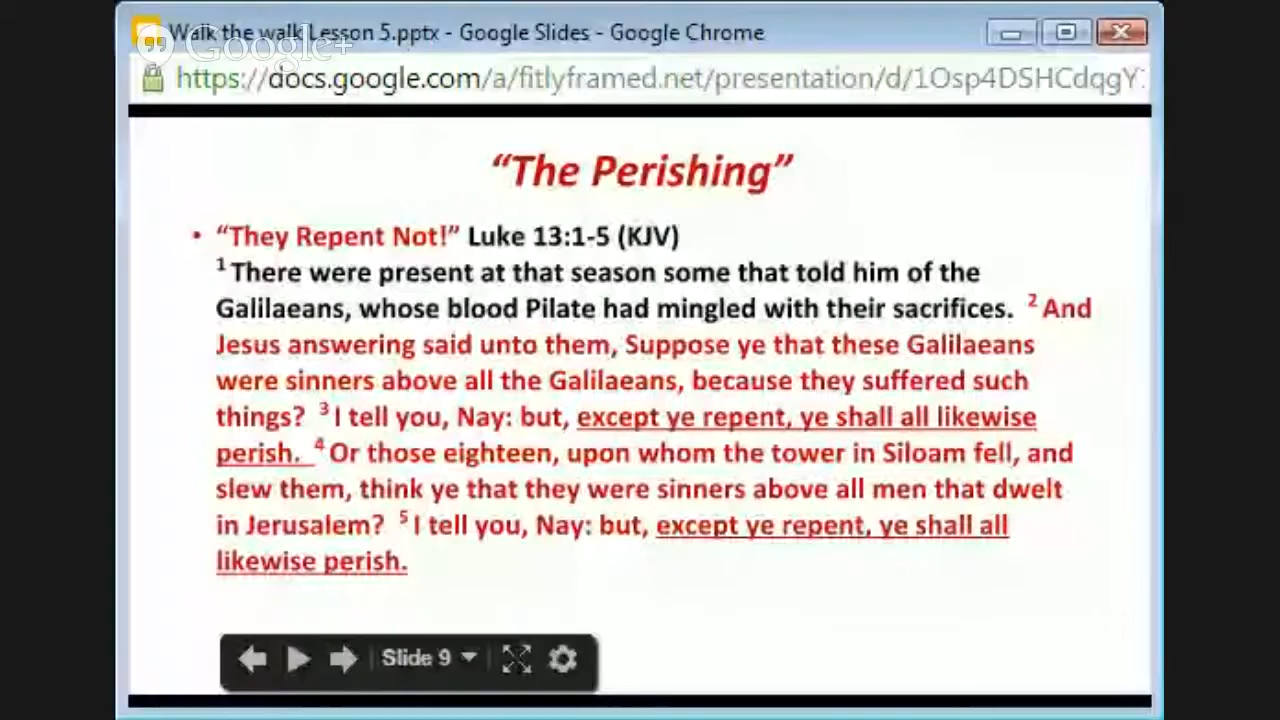 Walk the walk Lesson 5.pptx - Google Slides - Google Chrome
Google+
https://docs.google.com/a/fitlyframed.net/presentation/d/1Osp4DSHCdqgY
“The Perishing”
• “They Repent Not!” Luke 13:1-5 (KJV)
1 There were present at that season some that told him of the
Galilaeans, whose blood Pilate had mingled with their sacrifices. 2 And
Jesus answering said unto them, Suppose ye that these Galilaeans
were sinners above all the Galilaeans, because they suffered such
things? 3 I tell you, Nay: but, except ye repent, ye shall all likewise
perish. 4 Or those eighteen, upon whom the tower in Siloam fell, and
slew them, think ye that they were sinners above all men that dwelt
in Jerusalem? 5 I tell you, Nay: but, except ye repent, ye shall all
likewise perish.
Slide 9